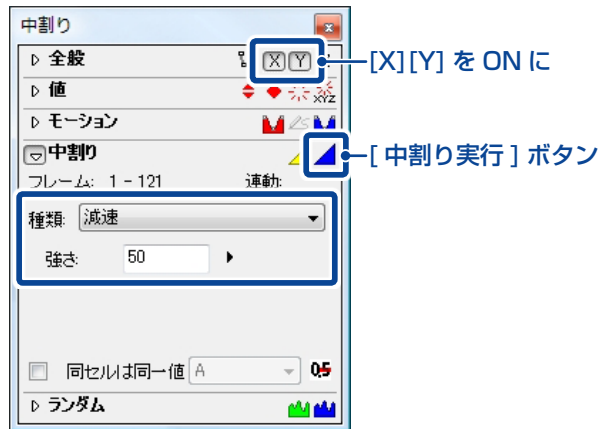 中割り
全般
X Y
[X][Y] を ON に
値
XYZ
モーション
中割り
[ 中割り実行 ] ボタン
フレーム: 1 - 121 連動:
種類: 減速
強さ: 50
同セルは同一値 A 0.5
ランダム